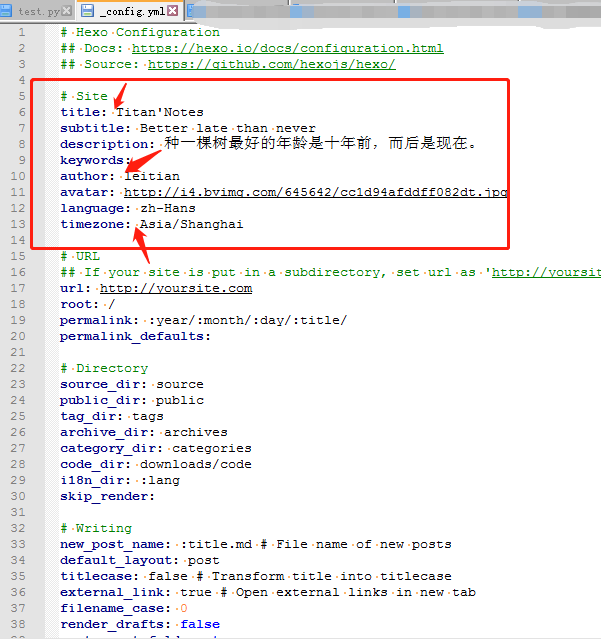 test.py
_config.yml
1 # Hexo Configuration
2 ## Docs: https://hexo.io/docs/configuration.html
3 ## Source: https://github.com/hexojs/hexo/
4
5 # Site
6 title: Titan'Notes
7 subtitle: Better late than never
8 description: 种一棵树最好的年龄是十年前，而后是现在。
9 keywords:
10 author: leitian
11 avatar: http://i4.bvimg.com/645642/cc1d94afddff082dt.jpg
12 language: zh-Hans
13 timezone: Asia/Shanghai
14
15 # URL
16 ## If your site is put in a subdirectory, set url as 'http://yoursite
17 url: http://yoursite.com
18 root: /
19 permalink: :year/:month/:day/:title/
20 permalink_defaults:
21
22 # Directory
23 source_dir: source
24 public_dir: public
25 tag_dir: tags
26 archive_dir: archives
27 category_dir: categories
28 code_dir: downloads/code
29 i18n_dir: :lang
30 skip_render:
31
32 # Writing
33 new_post_name: :title.md # File name of new posts
34 default_layout: post
35 titlecase: false # Transform title into titlecase
36 external_link: true # Open external links in new tab
37 filename_case: 0
38 render_drafts: false